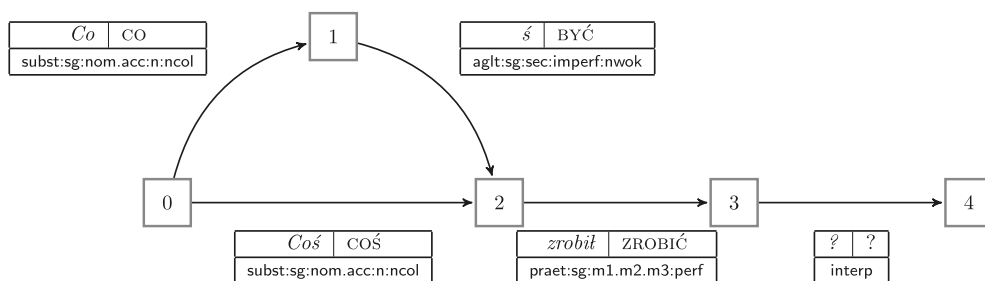 Co CO
subst:sg:nom.acc:n:ncol
1
ś BYĆ
aglt:sg:sec:imperf:nwok
0
2
3
4
Coś COŚ
subst:sg:nom.acc:n:ncol
zrobił ZROBIĆ
praet:sg:m1.m2.m3:perf
? ?
interp